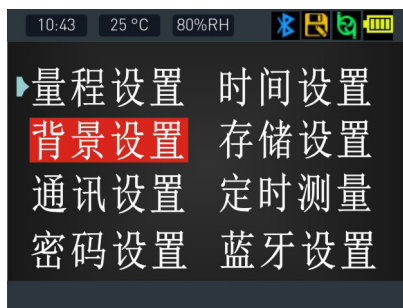 10:43 25 °C 80%RH
量程设置 时间设置
背景设置 存储设置
通讯设置 定时测量
密码设置 蓝牙设置